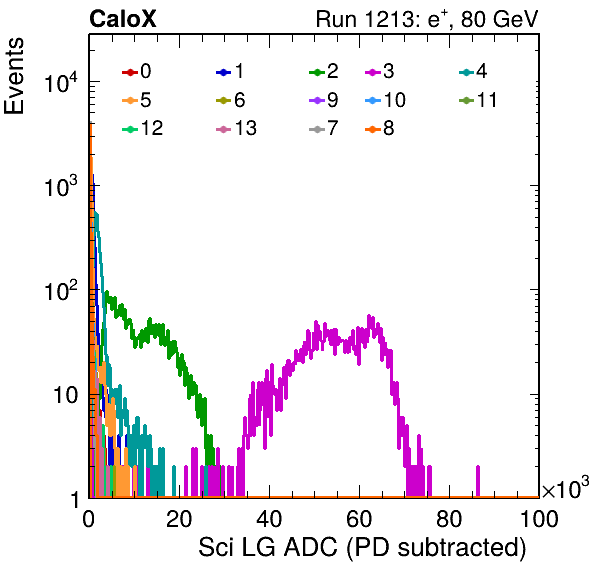 CaloX Run 1213: e⁺, 80 GeV
Events
0 1 2 3 4
5 6 9 10 11
12 13 7 8
10⁴
10³
10²
10
1
0 20 40 60 80 100
×10³
Sci LG ADC (PD subtracted)